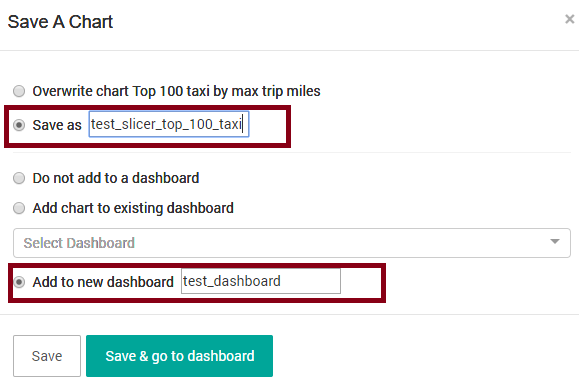 Save A Chart
×
Overwrite chart Top 100 taxi by max trip miles
Save as test_slicer_top_100_taxi
Do not add to a dashboard
Add chart to existing dashboard
Select Dashboard
Add to new dashboard test_dashboard
Save Save & go to dashboard